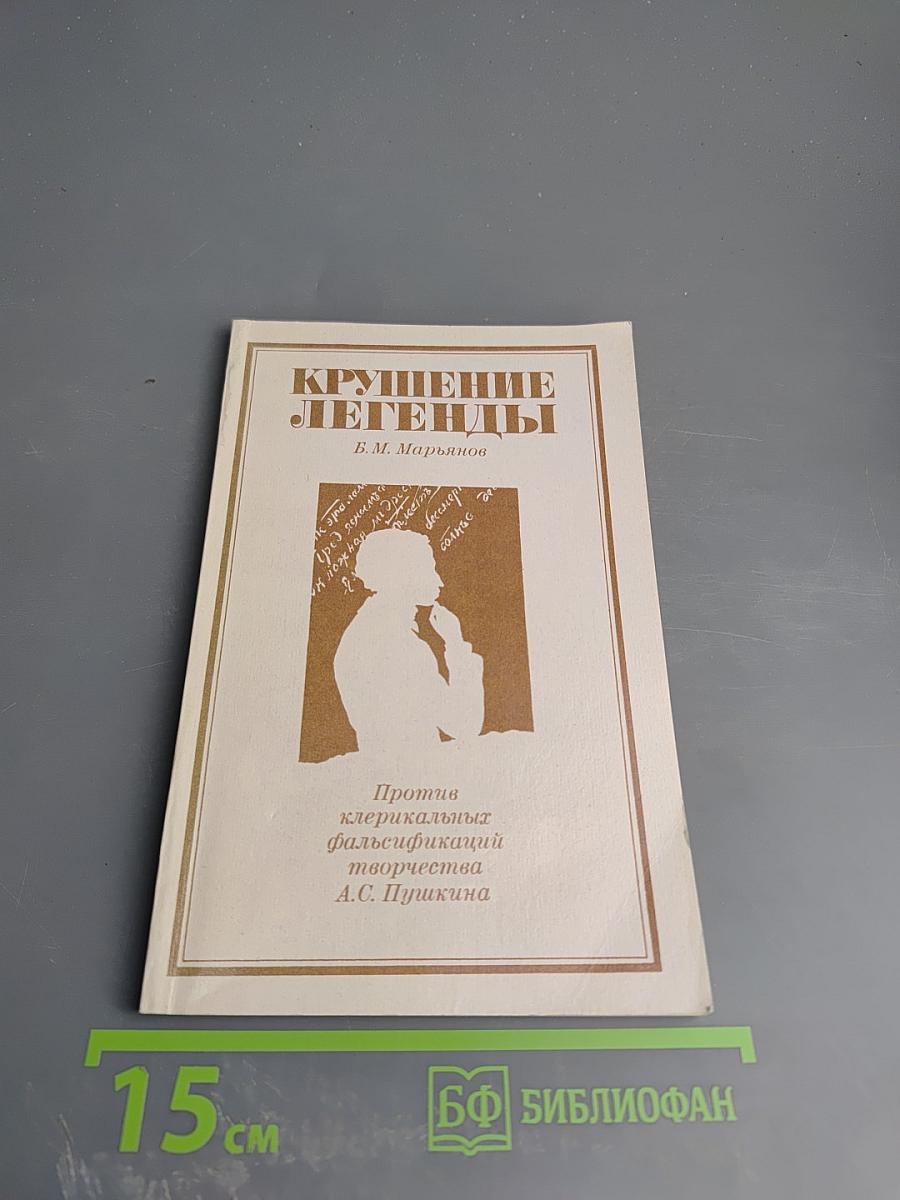 КРУШЕНИЕ
ЛЕГЕНДЫ
Б. М. Марьянов
Против
клерикальных
фальсификаций
творчества
А.С. Пушкина
15 см
БФ БИБЛИОФАН